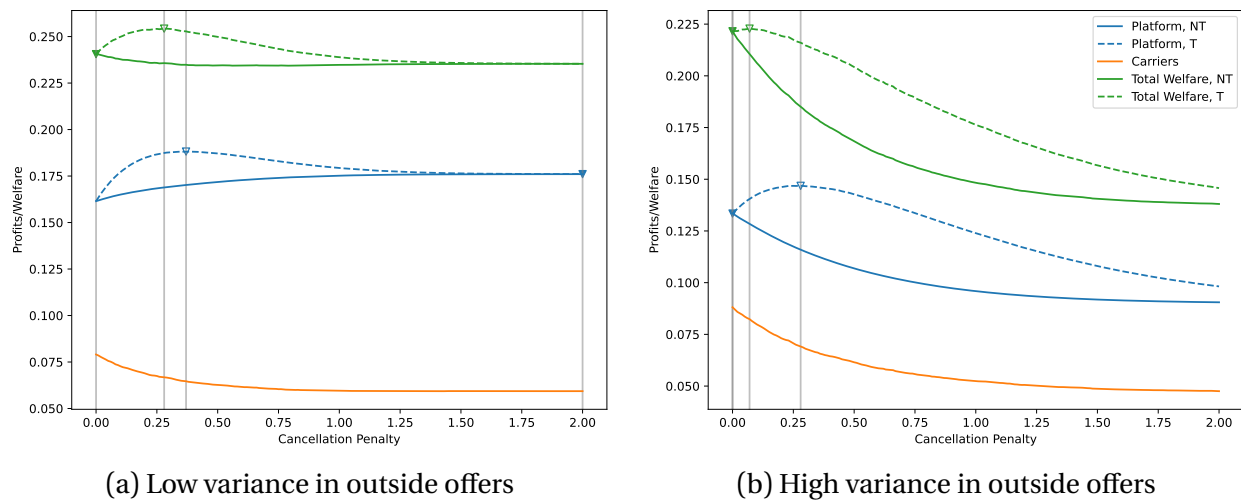 0.250
0.225
0.200
0.175
0.150
0.125
0.100
0.075
0.050
Profits/Welfare
0.00 0.25 0.50 0.75 1.00 1.25 1.50 1.75 2.00
Cancellation Penalty
(a) Low variance in outside offers
0.225
0.200
0.175
0.150
0.125
0.100
0.075
0.050
Profits/Welfare
Platform, NT
Platform, T
Carriers
Total Welfare, NT
Total Welfare, T
0.00 0.25 0.50 0.75 1.00 1.25 1.50 1.75 2.00
Cancellation Penalty
(b) High variance in outside offers